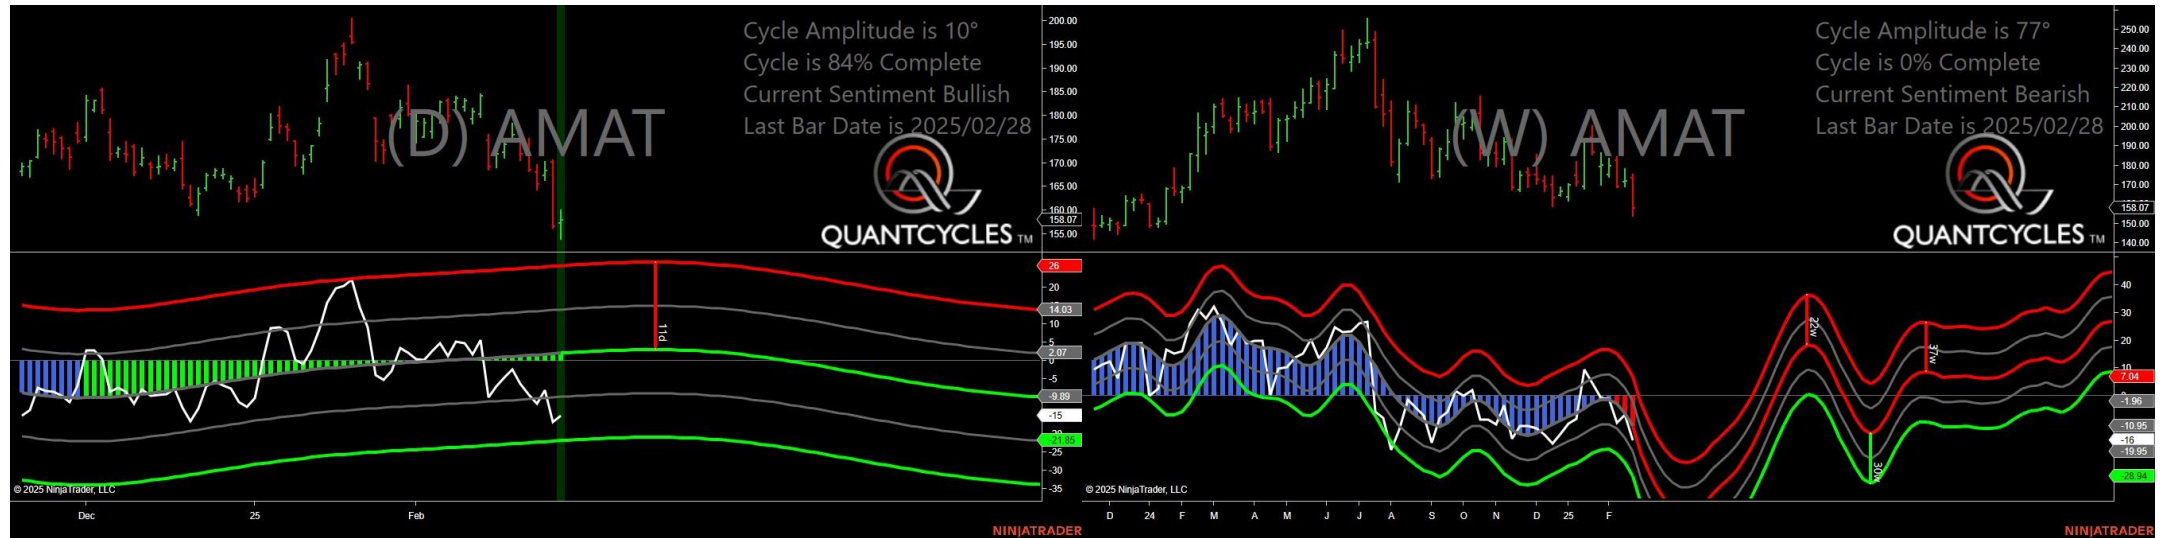 Cycle Amplitude is 10°
Cycle is 84% Complete
Current Sentiment Bullish
Last Bar Date is 2025/02/28
(D) AMAT
QUANTCYCLES TM
200.00
195.00
190.00
185.00
180.00
175.00
170.00
165.00
160.00
158.07
155.00
26
20
14.03
10
5
2.07
0
-5
-9.89
-15
-21.85
-25
-30
-35
11d
© 2025 NinjaTrader, LLC
Dec 25 Feb
NINJATRADER
Cycle Amplitude is 77°
Cycle is 0% Complete
Current Sentiment Bearish
Last Bar Date is 2025/02/28
(W) AMAT
QUANTCYCLES TM
250.00
240.00
230.00
220.00
210.00
200.00
190.00
180.00
170.00
158.07
150.00
140.00
40
30
20
10
7.04
-1.96
-10.95
-16
-19.95
-28.94
22w
37w
30w
© 2025 NinjaTrader, LLC
D 24 F M A M J J A S O N D 25 F
NINJATRADER